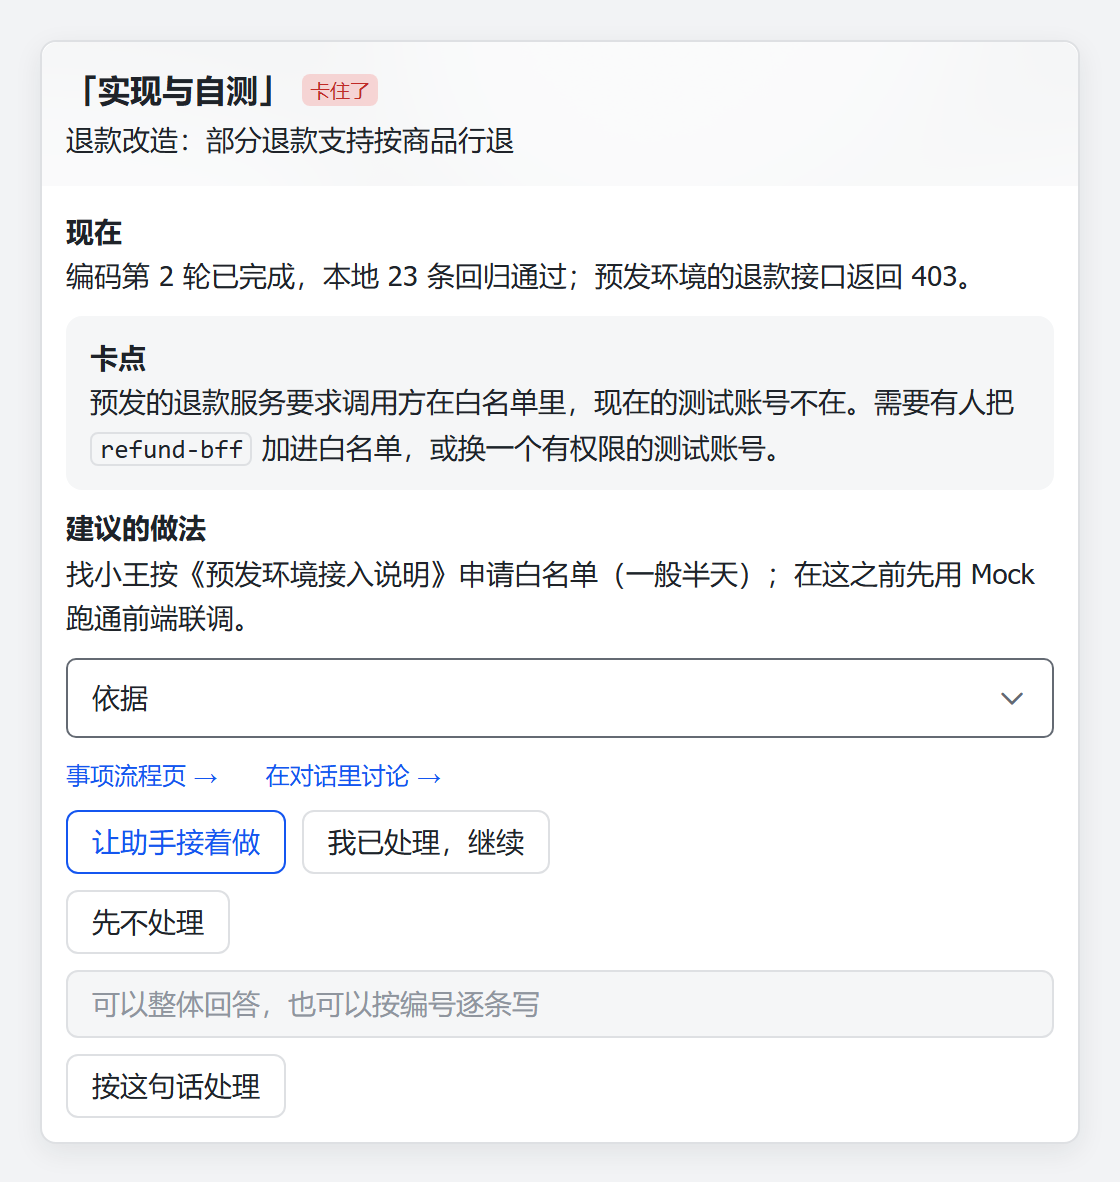 「实现与自测」 卡住了
退款改造：部分退款支持按商品行退
现在
编码第 2 轮已完成，本地 23 条回归通过；预发环境的退款接口返回 403。
卡点
预发的退款服务要求调用方在白名单里，现在的测试账号不在。需要有人把
refund-bff 加进白名单，或换一个有权限的测试账号。
建议的做法
找小王按《预发环境接入说明》申请白名单（一般半天）；在这之前先用 Mock
跑通前端联调。
依据
事项流程页 → 在对话里讨论 →
让助手接着做 我已处理，继续
先不处理
可以整体回答，也可以按编号逐条写
按这句话处理